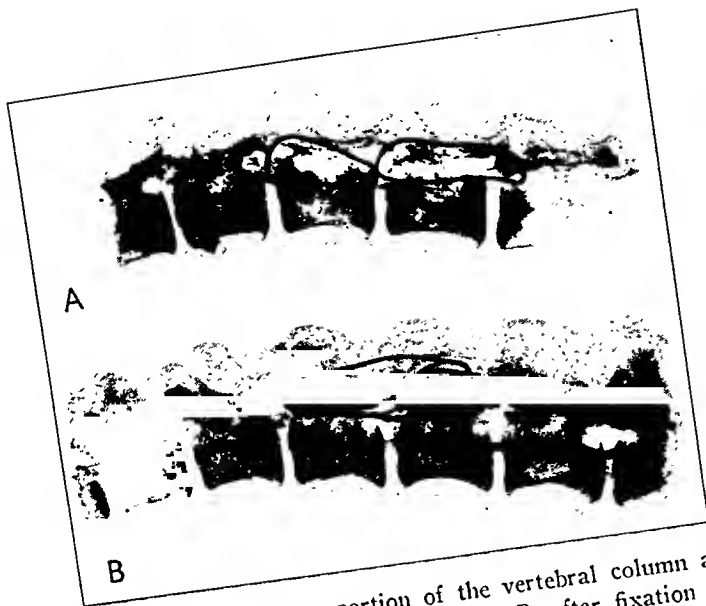 A
B
portion of the vertebral column a
B, after fixation